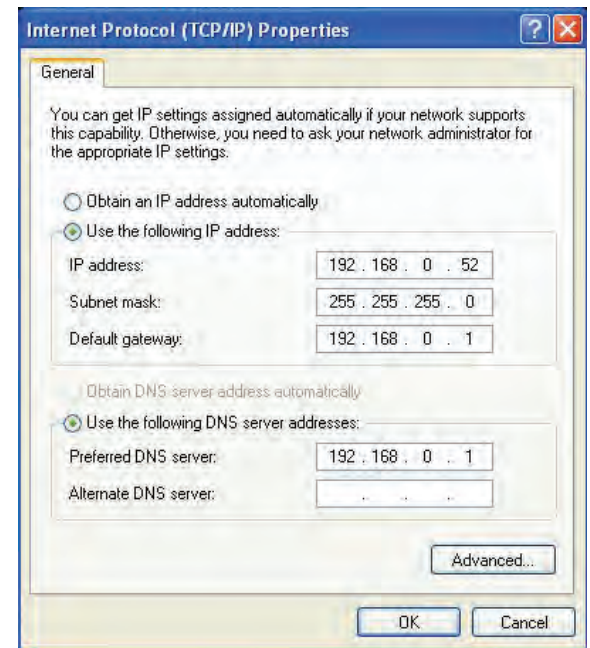 Internet Protocol (TCP/IP) Properties
General
You can get IP settings assigned automatically if your network supports
this capability. Otherwise, you need to ask your network administrator for
the appropriate IP settings.
Obtain an IP address automatically
Use the following IP address:
IP address: 192 . 168 . 0 . 52
Subnet mask: 255 . 255 . 255 . 0
Default gateway: 192 . 168 . 0 . 1
Obtain DNS server address automatically
Use the following DNS server addresses:
Preferred DNS server: 192 . 168 . 0 . 1
Alternate DNS server: . . .
Advanced...
OK Cancel